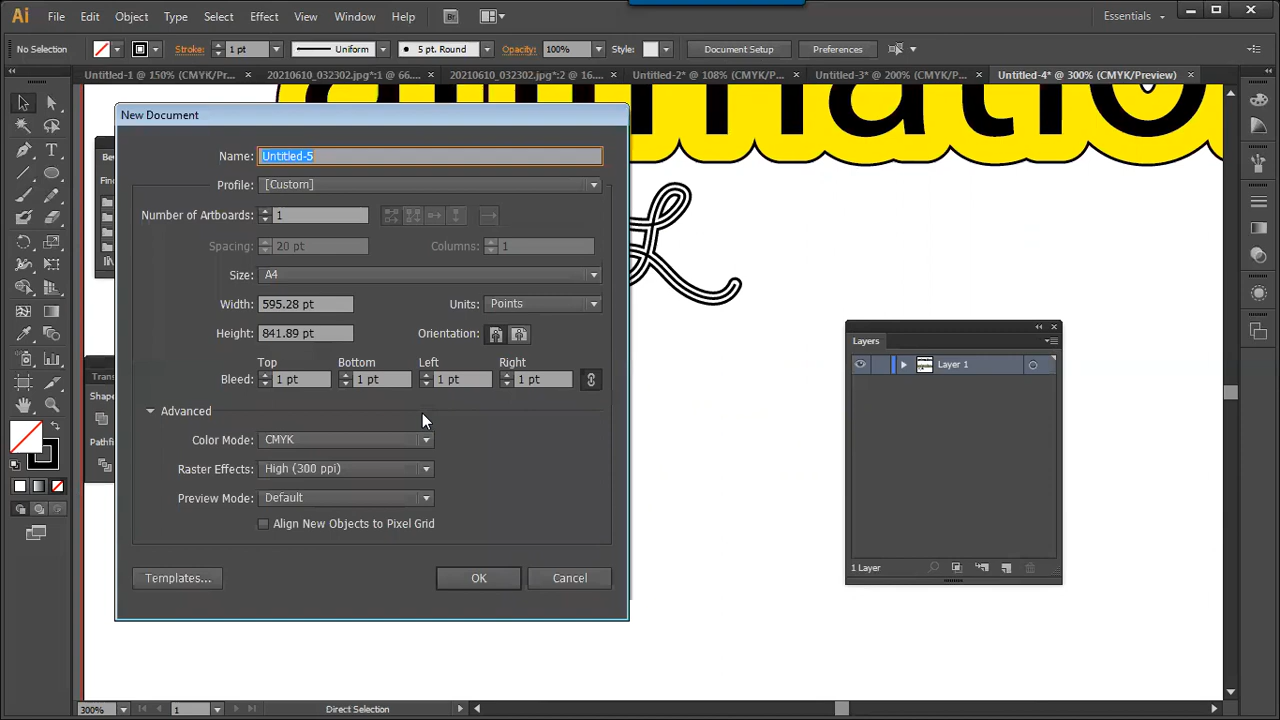 Ai File Edit Object Type Select Effect View Window Help Br Essentials
No Selection Stroke: 1 pt Uniform 5 pt. Round Opacity: 100% Style: Document Setup Preferences
Untitled-1 @ 150% (CMYK/Pr... 20210610_032302.jpg*:1 @ 66.... 20210610_032302.jpg*:2 @ 16.... Untitled-2* @ 108% (CMYK/P... Untitled-3* @ 200% (CMYK/P... Untitled-4* @ 300% (CMYK/Preview)
New Document
Name: Untitled-5
Profile: [Custom]
Number of Artboards: 1
Spacing: 20 pt Columns: 1
Size: A4
Width: 595.28 pt Units: Points
Height: 841.89 pt Orientation:
Top Bottom Left Right
Bleed: 1 pt 1 pt 1 pt 1 pt
Advanced
Color Mode: CMYK
Raster Effects: High (300 ppi)
Preview Mode: Default
Align New Objects to Pixel Grid
Templates... OK Cancel
Layers
Layer 1
1 Layer
300% 1 Direct Selection